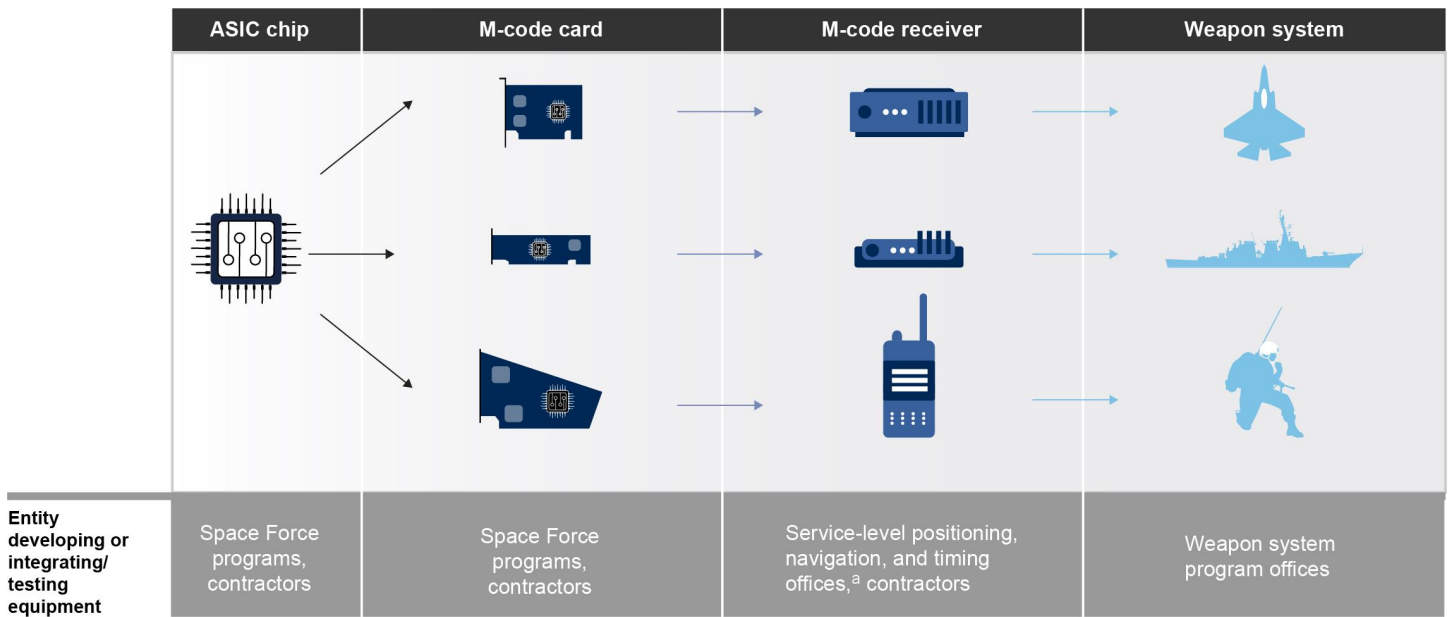 ASIC chip
M-code card
M-code receiver
Weapon system
Entity
developing or
integrating/
testing
equipment
Space Force
programs,
contractors
Space Force
programs,
contractors
Service-level positioning,
navigation, and timing
offices,a contractors
Weapon system
program offices